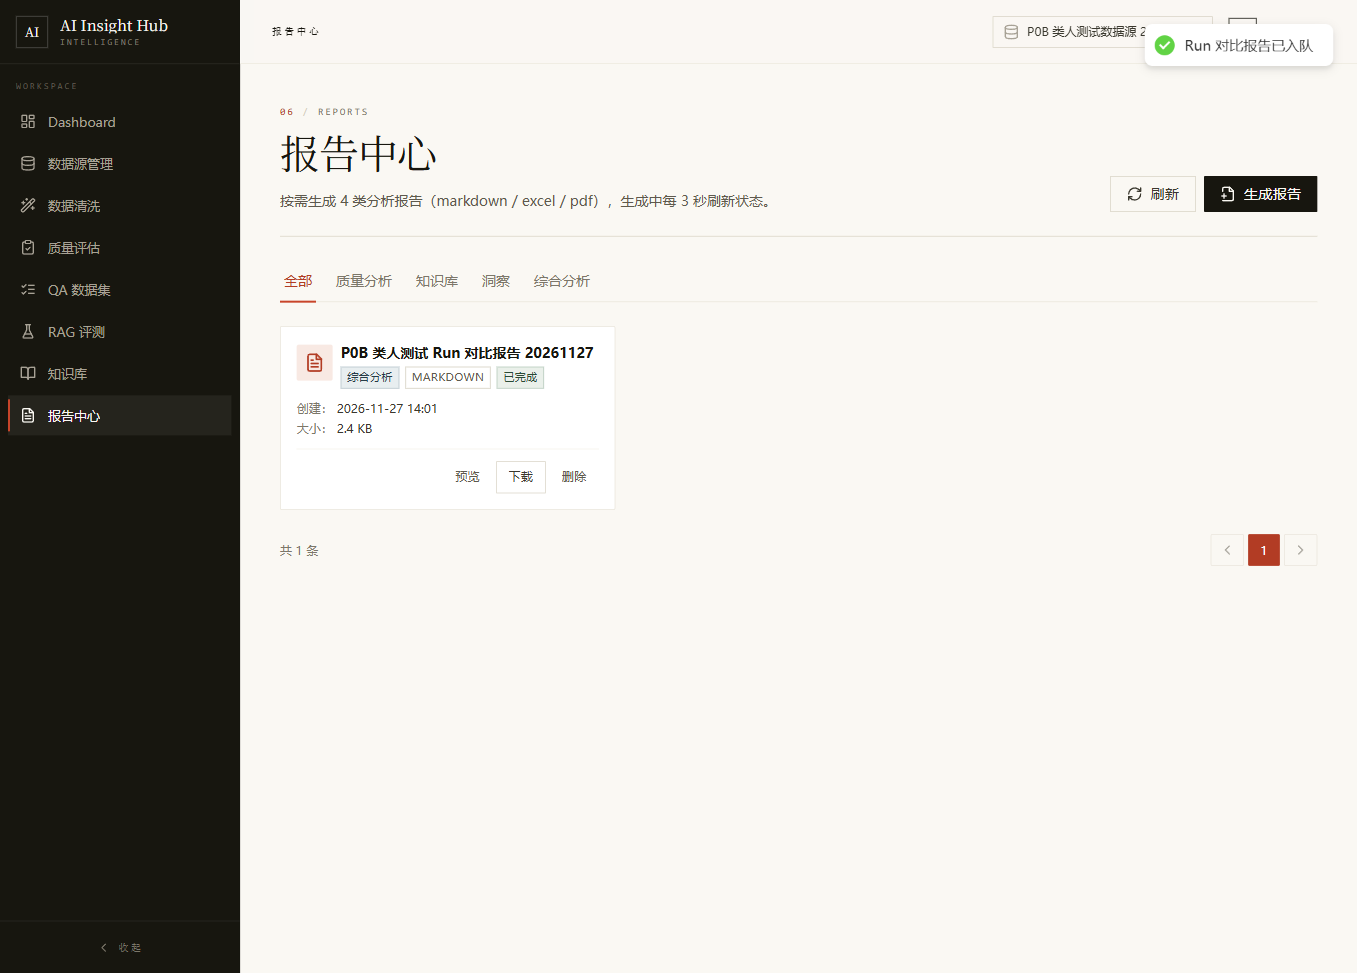 AI
AI Insight Hub
INTELLIGENCE
WORKSPACE
Dashboard
数据源管理
数据清洗
质量评估
QA 数据集
RAG 评测
知识库
报告中心
收起
报告中心
P0B 类人测试数据源 2
Run 对比报告已入队
06 / REPORTS
报告中心
按需生成 4 类分析报告（markdown / excel / pdf），生成中每 3 秒刷新状态。
刷新
生成报告
全部 质量分析 知识库 洞察 综合分析
P0B 类人测试 Run 对比报告 20261127
综合分析 MARKDOWN 已完成
创建： 2026-11-27 14:01
大小： 2.4 KB
预览 下载 删除
共 1 条
1